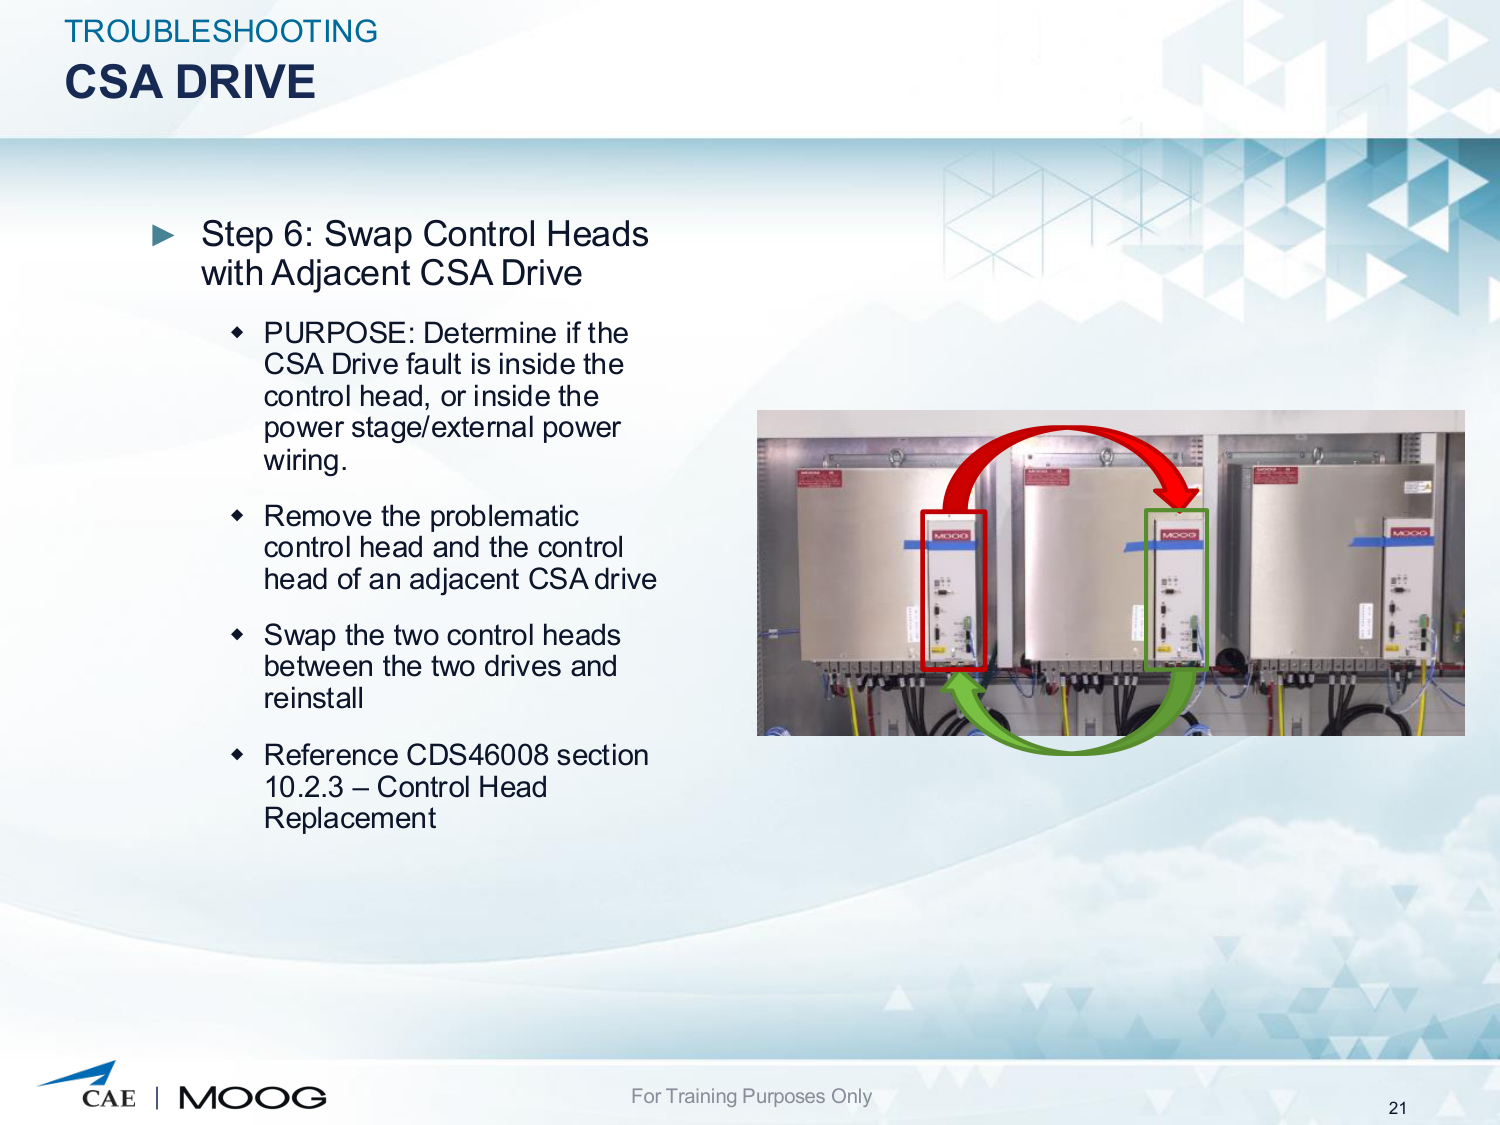 TROUBLESHOOTING
CSA DRIVE
Step 6: Swap Control Heads
with Adjacent CSA Drive
PURPOSE: Determine if the
CSA Drive fault is inside the
control head, or inside the
power stage/external power
wiring.
Remove the problematic
control head and the control
head of an adjacent CSA drive
Swap the two control heads
between the two drives and
reinstall
Reference CDS46008 section
10.2.3 – Control Head
Replacement
MOOG
MOOG
MOOG
CAE | MOOG
For Training Purposes Only
21